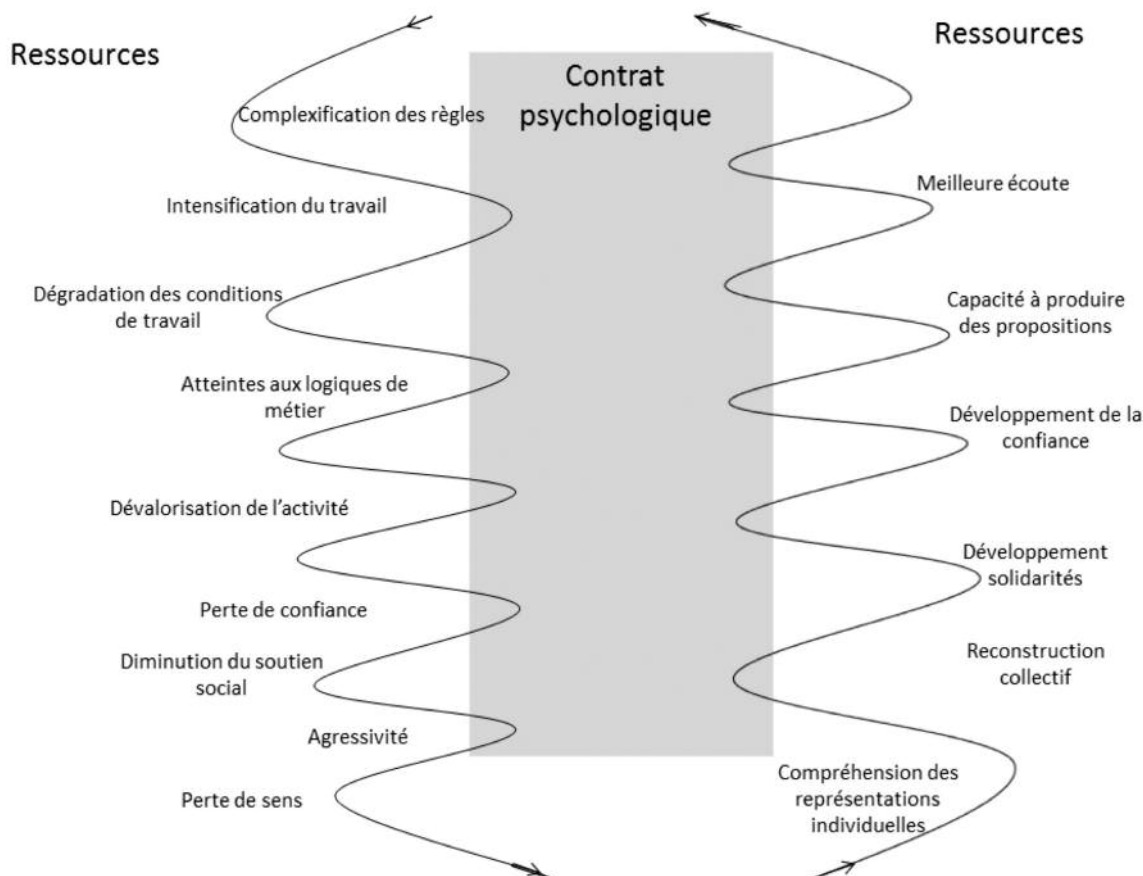 Ressources
Complexification des règles
Intensification du travail
Dégradation des conditions
de travail
Atteintes aux logiques de
métier
Dévalorisation de l'activité
Perte de confiance
Diminution du soutien
social
Agressivité
Perte de sens
Contrat
psychologique
Ressources
Meilleure écoute
Capacité à produire
des propositions
Développement de la
confiance
Développement
solidarités
Reconstruction
collectif
Compréhension des
représentations
individuelles